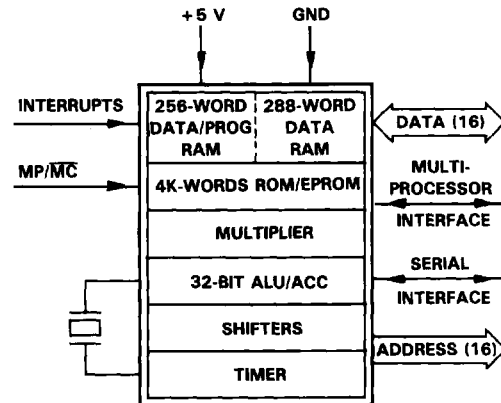 +5 V
GND
INTERRUPTS
256-WORD
DATA/PROG
RAM
288-WORD
DATA
RAM
DATA (16)
MP/M̅C̅
4K-WORDS ROM/EPROM
MULTI-
PROCESSOR
INTERFACE
MULTIPLIER
32-BIT ALU/ACC
SERIAL
INTERFACE
SHIFTERS
ADDRESS (16)
TIMER